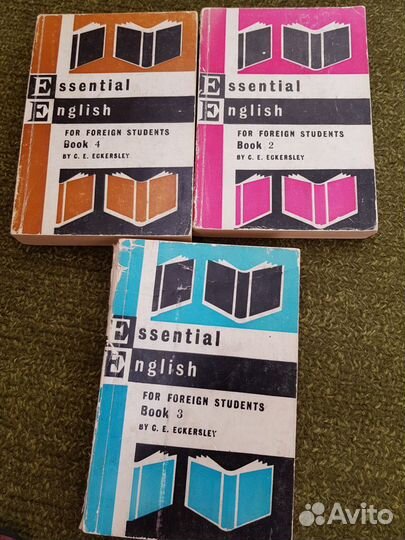 Essential
English
FOR FOREIGN STUDENTS
Book 4
BY C. E. ECKERSLEY
Essential
English
FOR FOREIGN STUDENTS
Book 2
BY C. E. ECKERSLEY
Essential
English
FOR FOREIGN STUDENTS
Book 3
BY C. E. ECKERSLEY
Avito